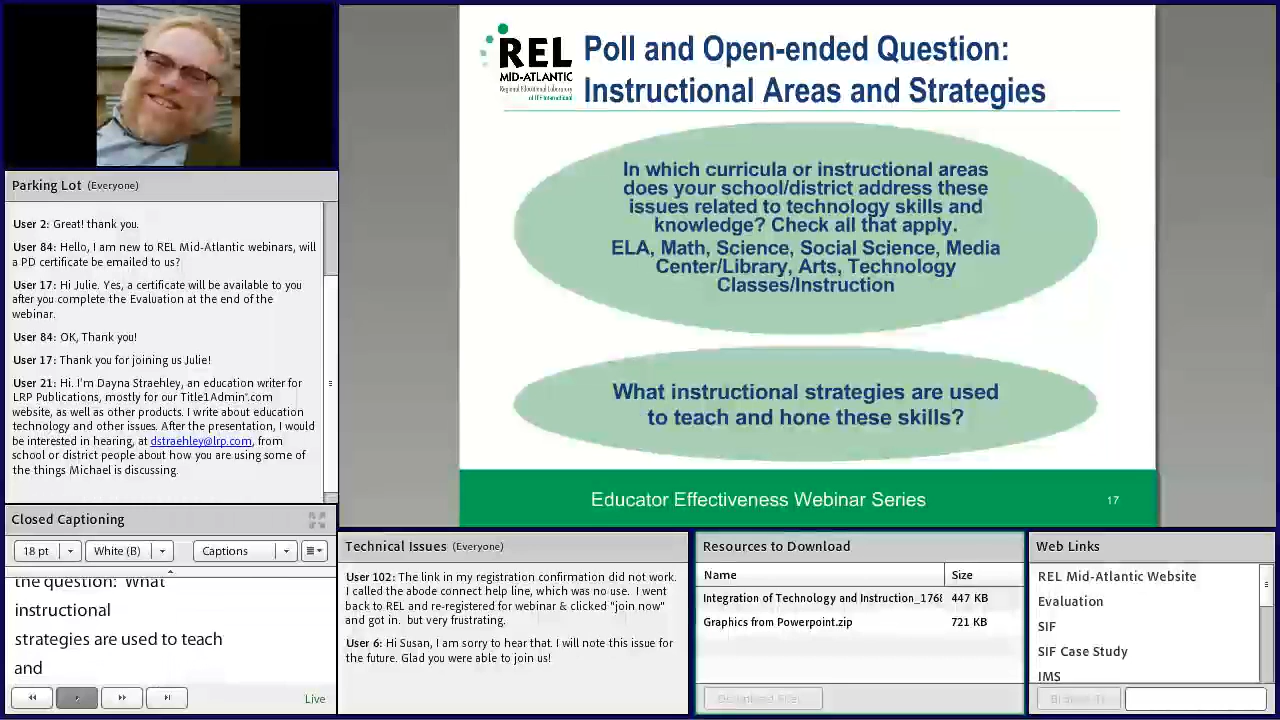 REL
MID-ATLANTIC
Regional Educational Laboratory
Poll and Open-ended Question:
Instructional Areas and Strategies
In which curricula or instructional areas
does your school/district address these
issues related to technology skills and
knowledge? Check all that apply.
ELA, Math, Science, Social Science, Media
Center/Library, Arts, Technology
Classes/Instruction
What instructional strategies are used
to teach and hone these skills?
Educator Effectiveness Webinar Series
17
Parking Lot (Everyone)
User 2: Great! thank you.
User 84: Hello, I am new to REL Mid-Atlantic webinars, will
a PD certificate be emailed to us?
User 17: Hi Julie. Yes, a certificate will be available to you
after you complete the Evaluation at the end of the
webinar.
User 84: OK, Thank you!
User 17: Thank you for joining us Julie!
User 21: Hi. I'm Dayna Straehley, an education writer for
LRP Publications, mostly for our Title1Admin*.com
website, as well as other products. I write about education
technology and other issues. After the presentation, I would
be interested in hearing, at dstraehley@lrp.com, from
school or district people about how you are using some of
the things Michael is discussing.
Closed Captioning
18 pt
White (B)
Captions
the question: What
instructional
strategies are used to teach
and
Live
Technical Issues (Everyone)
User 102: The link in my registration confirmation did not work.
I called the abode connect help line, which was no use. I went
back to REL and re-registered for webinar & clicked "join now"
and got in. but very frustrating.
User 6: Hi Susan, I am sorry to hear that. I will note this issue for
the future. Glad you were able to join us!
Resources to Download
Name Size
Integration of Technology and Instruction_176 447 KB
Graphics from Powerpoint.zip 721 KB
Download File
Web Links
REL Mid-Atlantic Website
Evaluation
SIF
SIF Case Study
IMS
Browse To